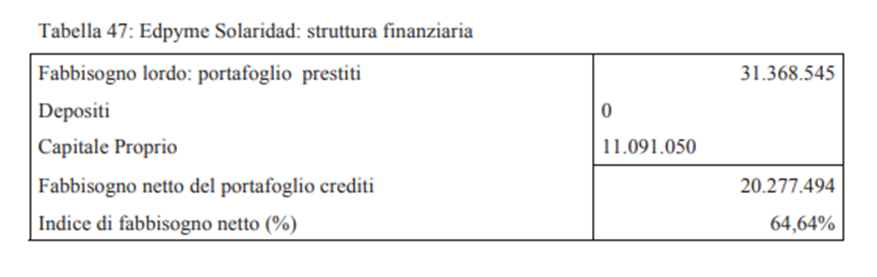 Tabella 47: Edpyme Solaridad: struttura finanziaria
Fabbisogno lordo: portafoglio prestiti 31.368.545
Depositi 0
Capitale Proprio 11.091.050
Fabbisogno netto del portafoglio crediti 20.277.494
Indice di fabbisogno netto (%) 64,64%